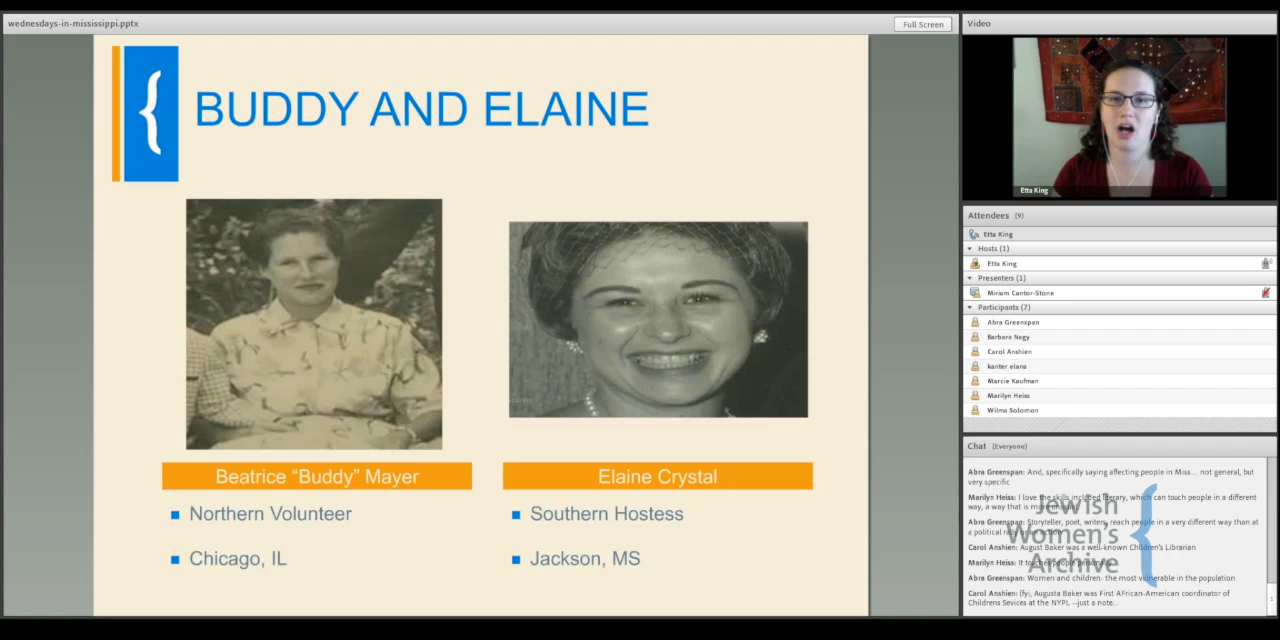 wednesdays-in-mississippi.pptx
Full Screen
{ BUDDY AND ELAINE
Beatrice “Buddy” Mayer
Northern Volunteer
Chicago, IL
Elaine Crystal
Southern Hostess
Jackson, MS
Video
Etta King
Attendees (9)
Etta King
Hosts (1)
Etta King
Presenters (1)
Miriam Cantor-Stone
Participants (7)
Abra Greenspan
Barbara Nagy
Carol Anshien
kanter elana
Marcie Kaufman
Marilyn Heiss
Wilma Solomon
Chat (Everyone)
Abra Greenspan: And, specifically saying affecting people in Miss... not general, but
very specific
Marilyn Heiss: I love the skills included literary, which can touch people in a different
way, a way that is more
Abra Greenspan: Storyteller, poet, writers, reach people in a very different way than at
a political
Carol Anshien: August Baker was a well-known Children's Librarian
Marilyn Heiss: It touches people personally
Abra Greenspan: Women and children- the most vulnerable in the population
Carol Anshien: (fyi, Augusta Baker was First AFrican-American coordinator of
Childrens Sevices at the NYPL --just a note...
Jewish
Women's
Archive {